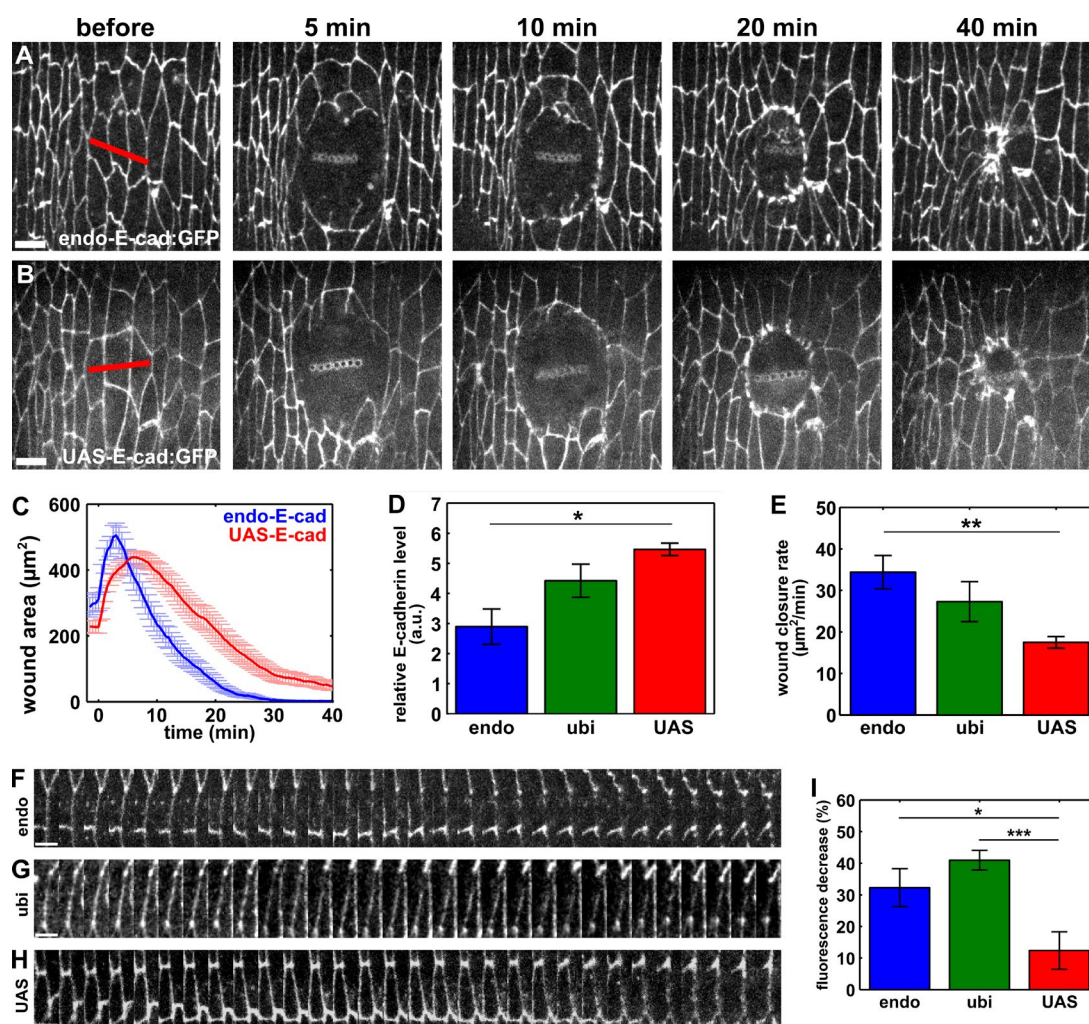 before 5 min 10 min 20 min 40 min
A
endo-E-cad:GFP
B
UAS-E-cad:GFP
C
600
400
200
0
wound area (µm²)
endo-E-cad
UAS-E-cad
0 10 20 30 40
time (min)
D
7
6
5
4
3
2
1
0
relative E-cadherin level
(a.u.)
*
endo ubi UAS
E
50
40
30
20
10
0
wound closure rate
(µm²/min)
**
endo ubi UAS
F
endo
G
ubi
H
UAS
I
60
50
40
30
20
10
0
fluorescence decrease (%)
*
***
endo ubi UAS